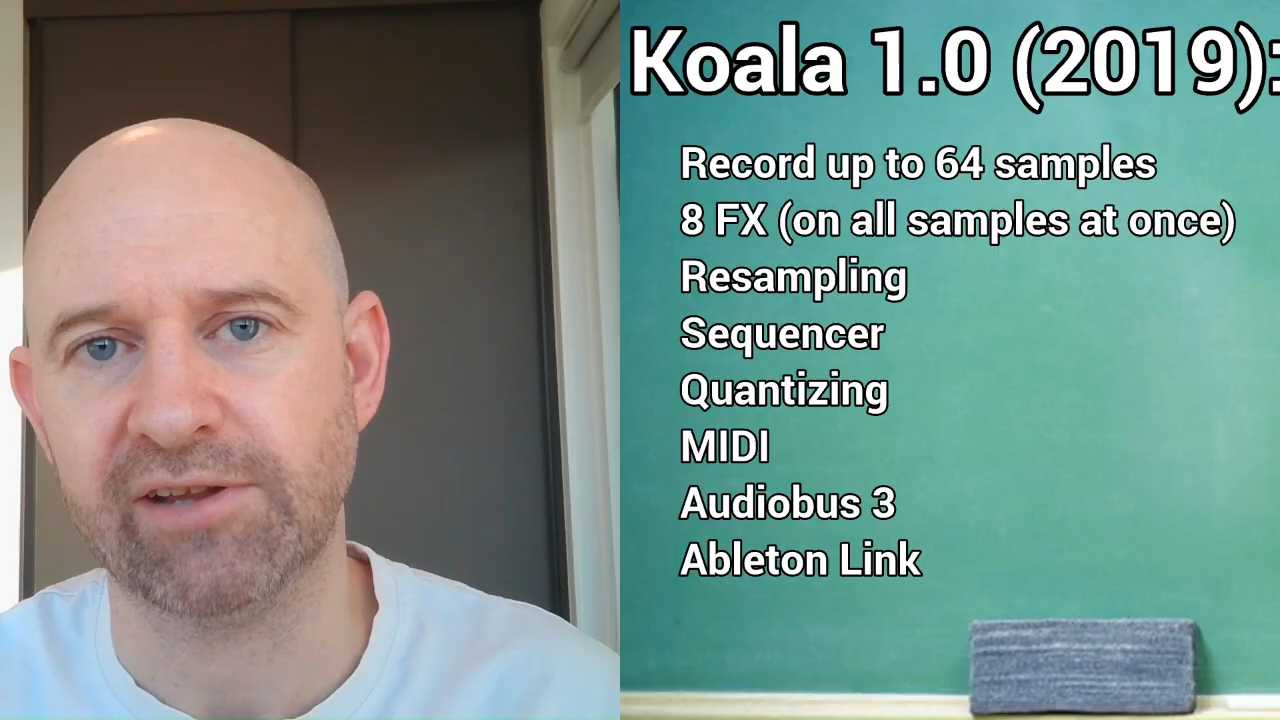 Koala 1.0 (2019):
Record up to 64 samples
8 FX (on all samples at once)
Resampling
Sequencer
Quantizing
MIDI
Audiobus 3
Ableton Link